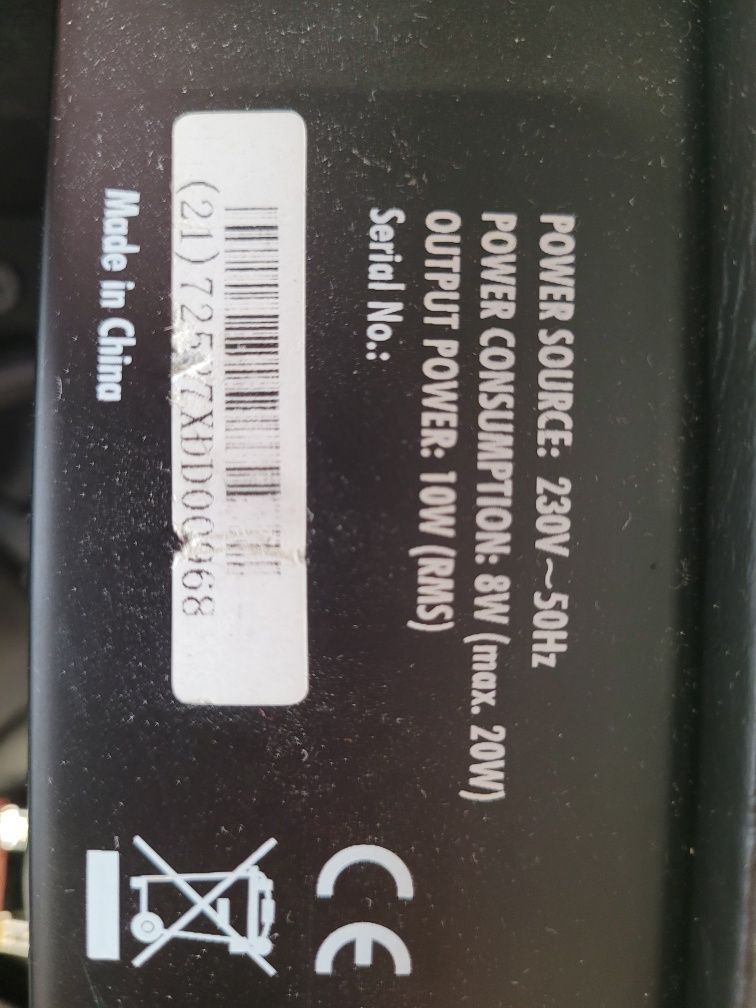 POWER SOURCE: 230V~50Hz
POWER CONSUMPTION: 8W (max. 20W)
OUTPUT POWER: 10W (RMS)
Serial No.:
Made in China
CE